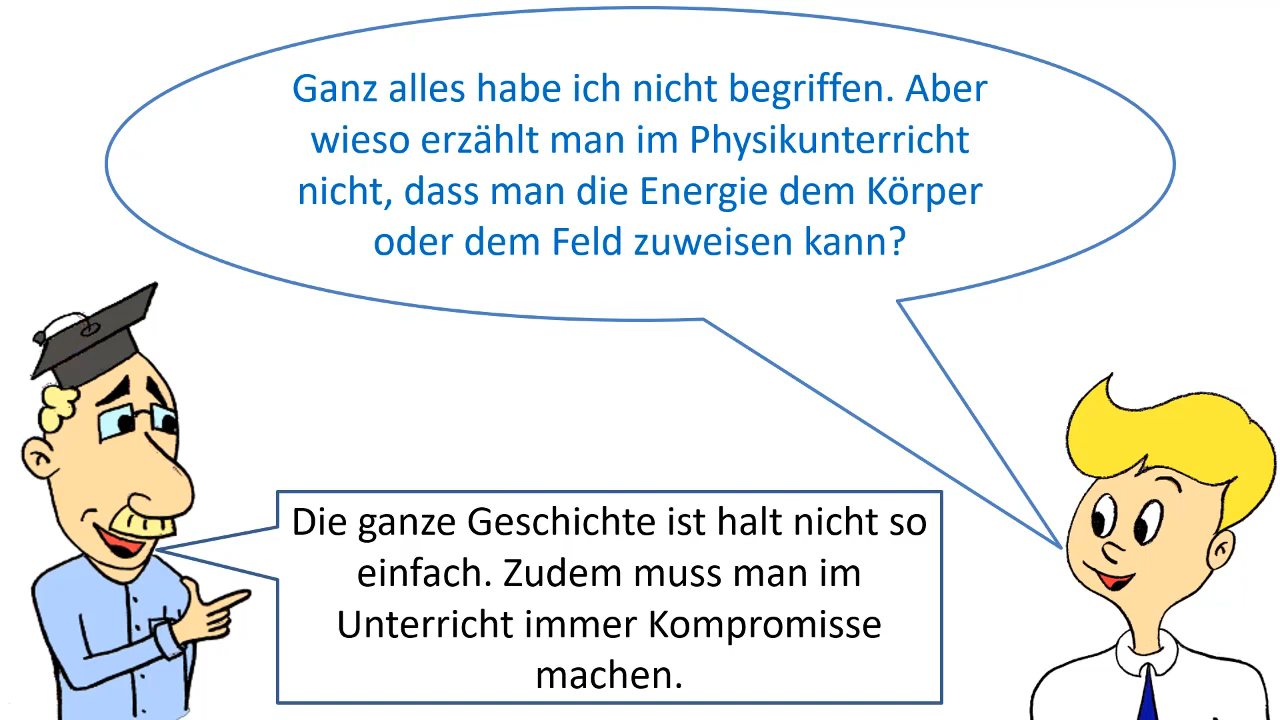 Ganz alles habe ich nicht begriffen. Aber
wieso erzählt man im Physikunterricht
nicht, dass man die Energie dem Körper
oder dem Feld zuweisen kann?
Die ganze Geschichte ist halt nicht so
einfach. Zudem muss man im
Unterricht immer Kompromisse
machen.